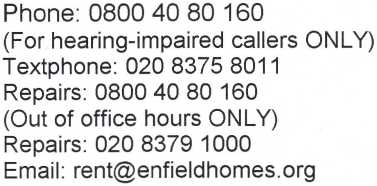 Phone: 0800 40 80 160
(For hearing-impaired callers ONLY)
Textphone: 020 8375 8011
Repairs: 0800 40 80 160
(Out of office hours ONLY)
Repairs: 020 8379 1000
Email: rent@enfieldhomes.org